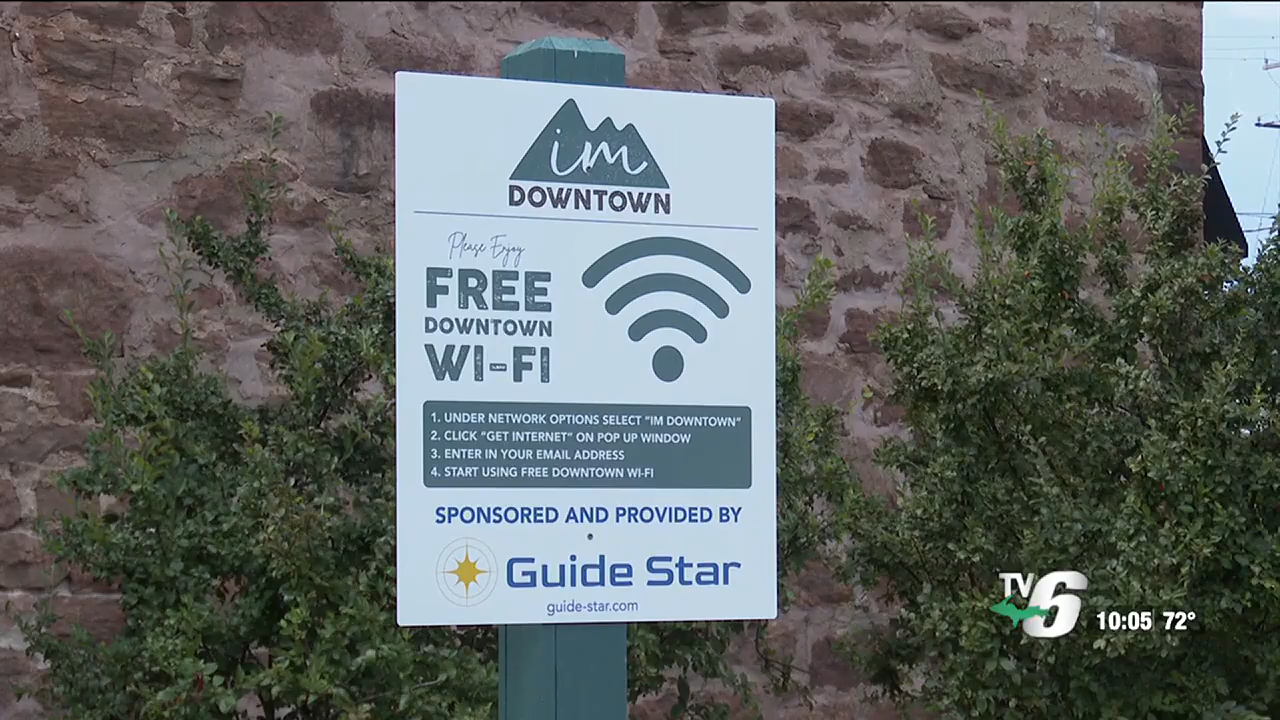 im
DOWNTOWN
Please Enjoy
FREE
DOWNTOWN
WI-FI
1. UNDER NETWORK OPTIONS SELECT "IM DOWNTOWN"
2. CLICK "GET INTERNET" ON POP UP WINDOW
3. ENTER IN YOUR EMAIL ADDRESS
4. START USING FREE DOWNTOWN WI-FI
SPONSORED AND PROVIDED BY
Guide Star
guide-star.com
TV6
10:05 72°